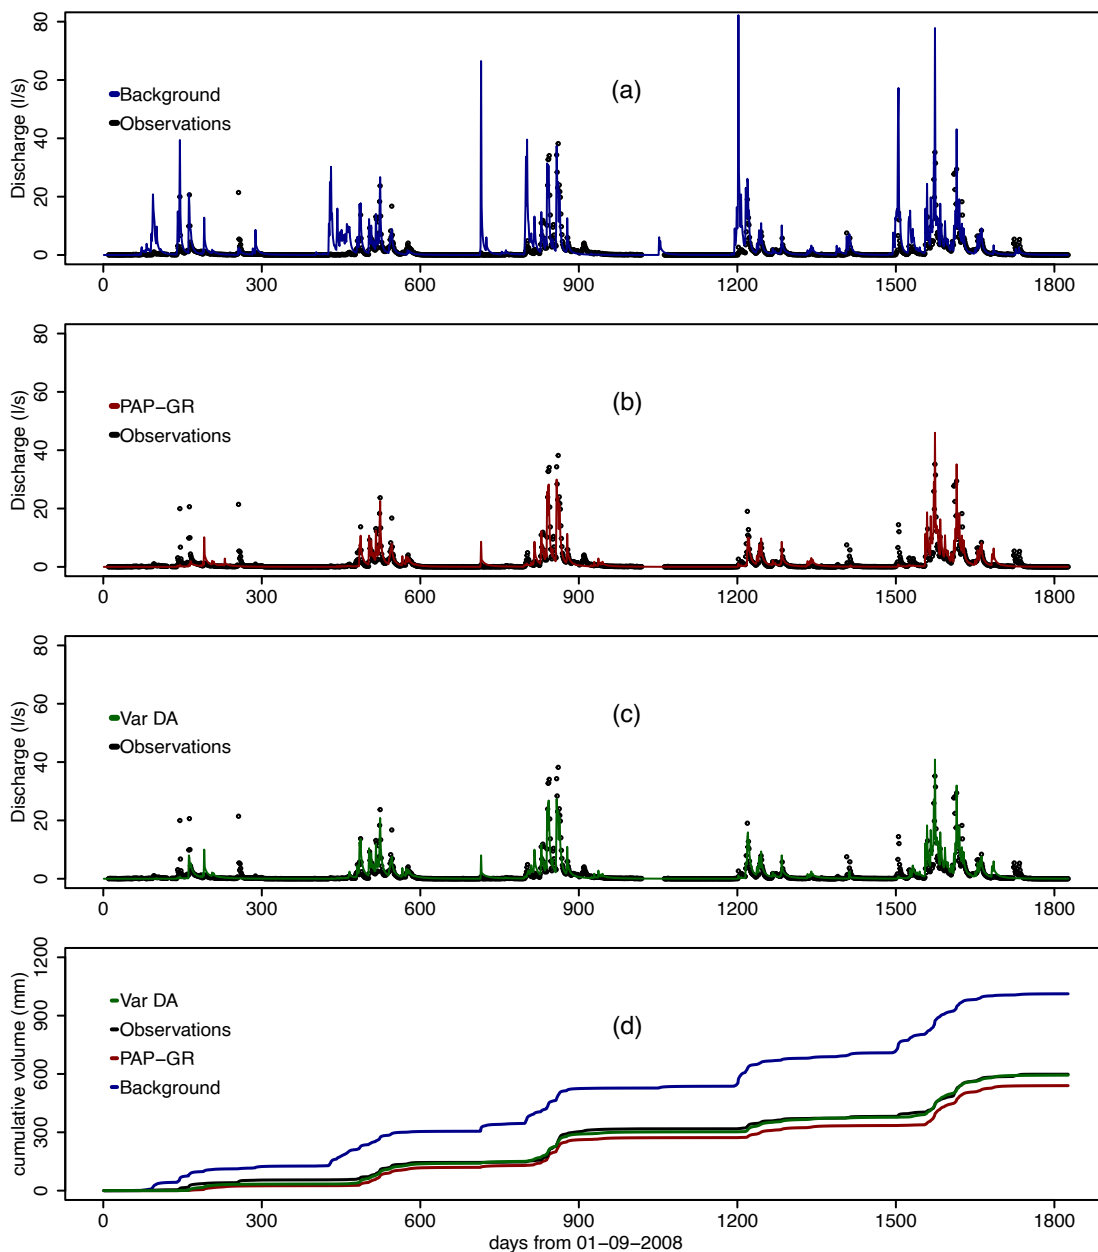 80
60
40
20
0
Discharge (l/s)
Background
Observations
(a)
0 300 600 900 1200 1500 1800
80
60
40
20
0
Discharge (l/s)
PAP−GR
Observations
(b)
0 300 600 900 1200 1500 1800
80
60
40
20
0
Discharge (l/s)
Var DA
Observations
(c)
0 300 600 900 1200 1500 1800
1200
900
600
300
0
cumulative volume (mm)
Var DA
Observations
PAP−GR
Background
(d)
0 300 600 900 1200 1500 1800
days from 01−09−2008